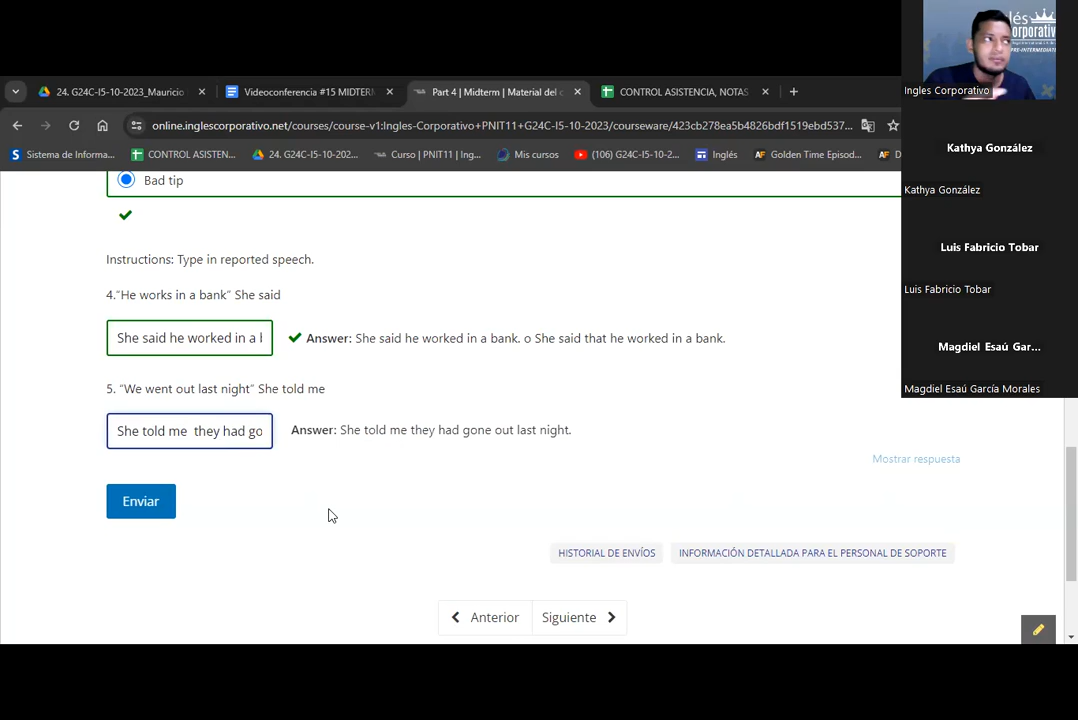 24. G24C-I5-10-2023_Mauricio
Videoconferencia #15 MIDTERM
Part 4 | Midterm | Material del c
CONTROL ASISTENCIA, NOTAS
online.inglescorporativo.net/courses/course-v1:Ingles-Corporativo+PNIT11+G24C-I5-10-2023/courseware/423cb278ea5b4826bdf1519ebd537...
Sistema de Informa...
CONTROL ASISTEN...
24. G24C-I5-10-202...
Curso | PNIT11 | Ing...
Mis cursos
(106) G24C-I5-10-2...
Inglés
Golden Time Episod...
Bad tip
Instructions: Type in reported speech.
4."He works in a bank" She said
She said he worked in a b
Answer: She said he worked in a bank. o She said that he worked in a bank.
5. "We went out last night" She told me
She told me  they had go
Answer: She told me they had gone out last night.
Mostrar respuesta
Enviar
HISTORIAL DE ENVÍOS
INFORMACIÓN DETALLADA PARA EL PERSONAL DE SOPORTE
Anterior
Siguiente
Ingles Corporativo
Kathya González
Kathya González
Luis Fabricio Tobar
Luis Fabricio Tobar
Magdiel Esaú Gar...
Magdiel Esaú García Morales